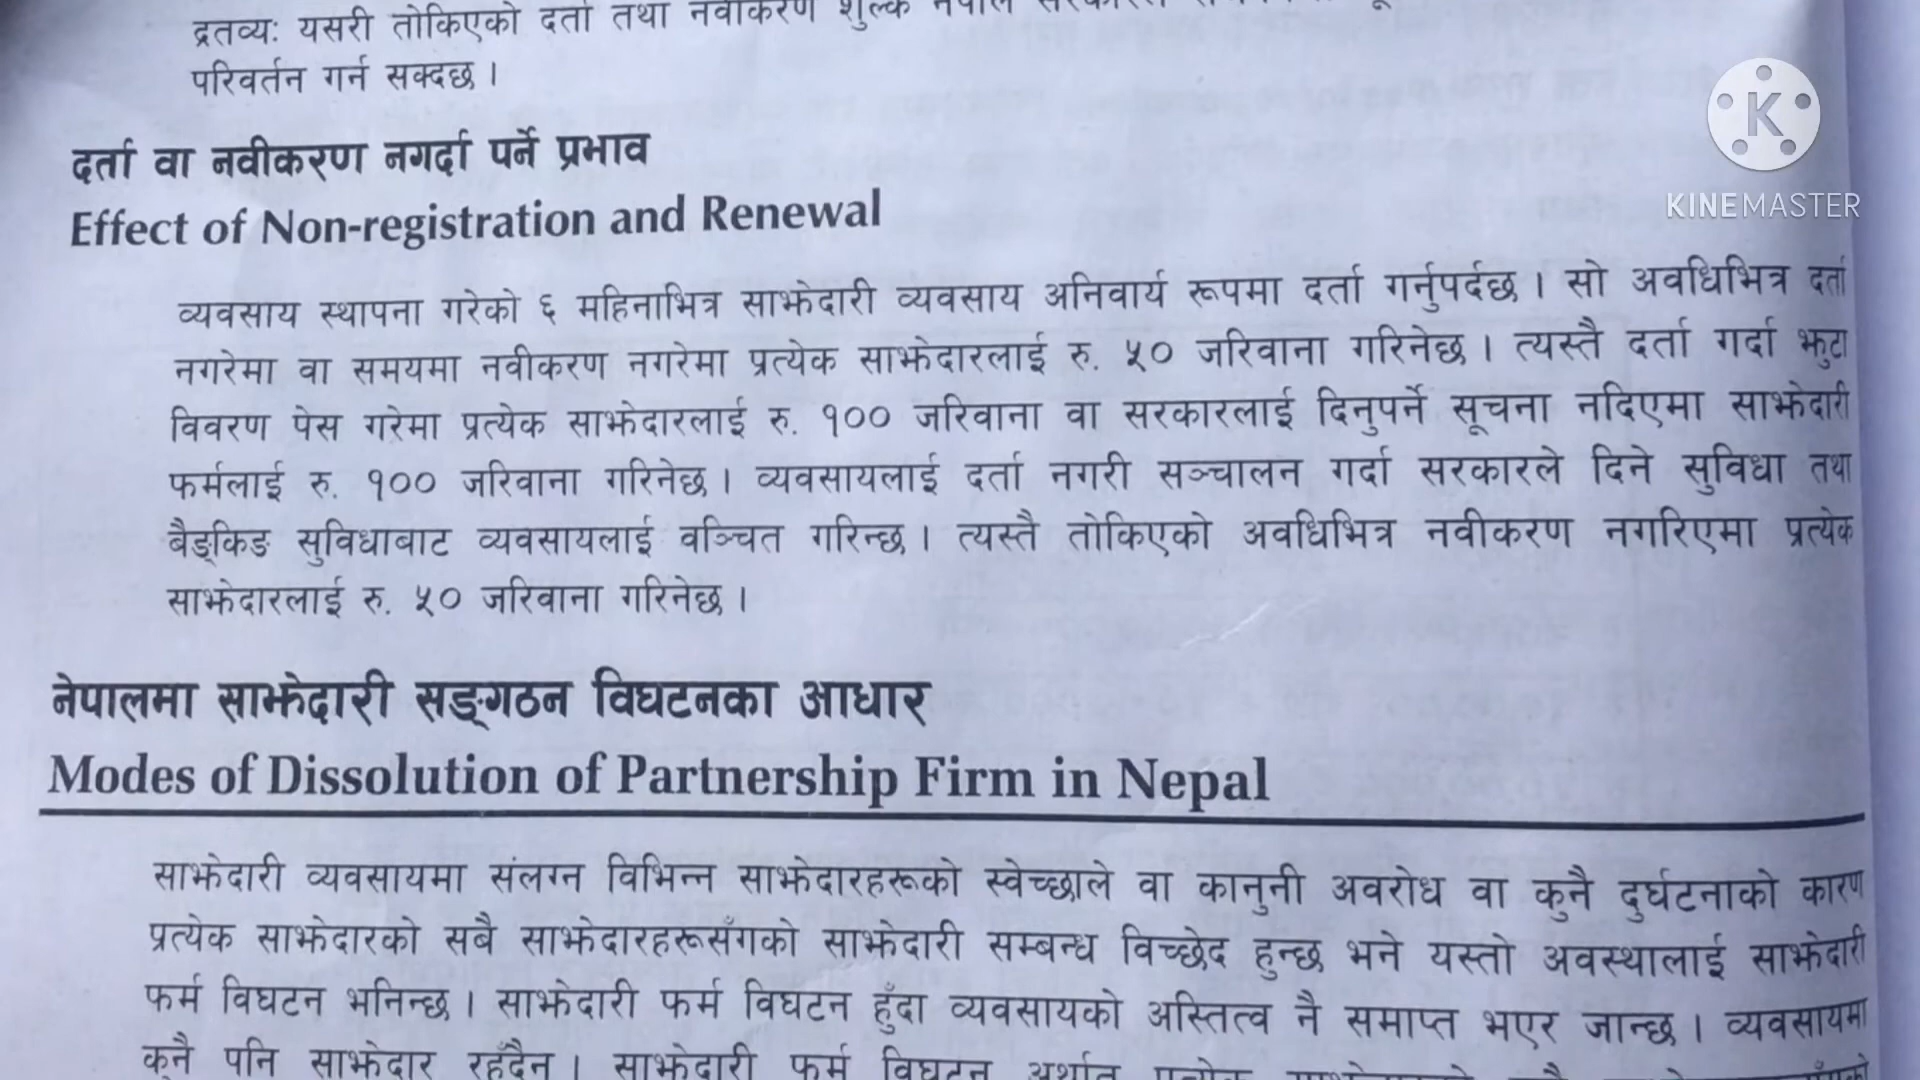 द्रतव्यः यसरी तोकिएको दर्ता तथा नवीकरण शुल्क नेपाल
परिवर्तन गर्न सक्दछ ।
दर्ता वा नवीकरण नगर्दा पर्ने प्रभाव
Effect of Non-registration and Renewal
व्यवसाय स्थापना गरेको ६ महिनाभित्र साझेदारी व्यवसाय अनिवार्य रूपमा दर्ता गर्नुपर्दछ । सो अवधिभित्र दर्ता
नगरेमा वा समयमा नवीकरण नगरेमा प्रत्येक साझेदारलाई रु. ५० जरिवाना गरिनेछ । त्यस्तै दर्ता गर्दा झुटा
विवरण पेस गरेमा प्रत्येक साझेदारलाई रु. १०० जरिवाना वा सरकारलाई दिनुपर्ने सूचना नदिएमा साझेदारी
फर्मलाई रु. १०० जरिवाना गरिनेछ । व्यवसायलाई दर्ता नगरी सञ्चालन गर्दा सरकारले दिने सुविधा तथा
बैङ्किङ सुविधाबाट व्यवसायलाई वञ्चित गरिन्छ । त्यस्तै तोकिएको अवधिभित्र नवीकरण नगरिएमा प्रत्येक
साझेदारलाई रु. ५० जरिवाना गरिनेछ ।
नेपालमा साझेदारी सङ्गठन विघटनका आधार
Modes of Dissolution of Partnership Firm in Nepal
साझेदारी व्यवसायमा संलग्न विभिन्न साझेदारहरूको स्वेच्छाले वा कानुनी अवरोध वा कुनै दुर्घटनाको कारण
प्रत्येक साझेदारको सबै साझेदारहरूसँगको साझेदारी सम्बन्ध विच्छेद हुन्छ भने यस्तो अवस्थालाई साझेदारी
फर्म विघटन भनिन्छ । साझेदारी फर्म विघटन हुँदा व्यवसायको अस्तित्व नै समाप्त भएर जान्छ । व्यवसायमा
कुनै पनि साझेदार रहँदैन । साझेदारी फर्म विघटन अर्थात् प्रत्येक
K
KINEMASTER